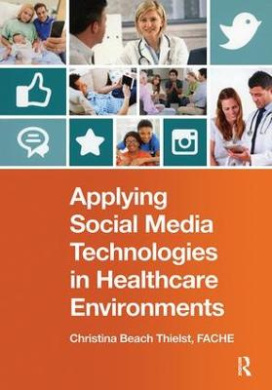 Applying
Social Media
Technologies
in Healthcare
Environments
Christina Beach Thielst, FACHE
R